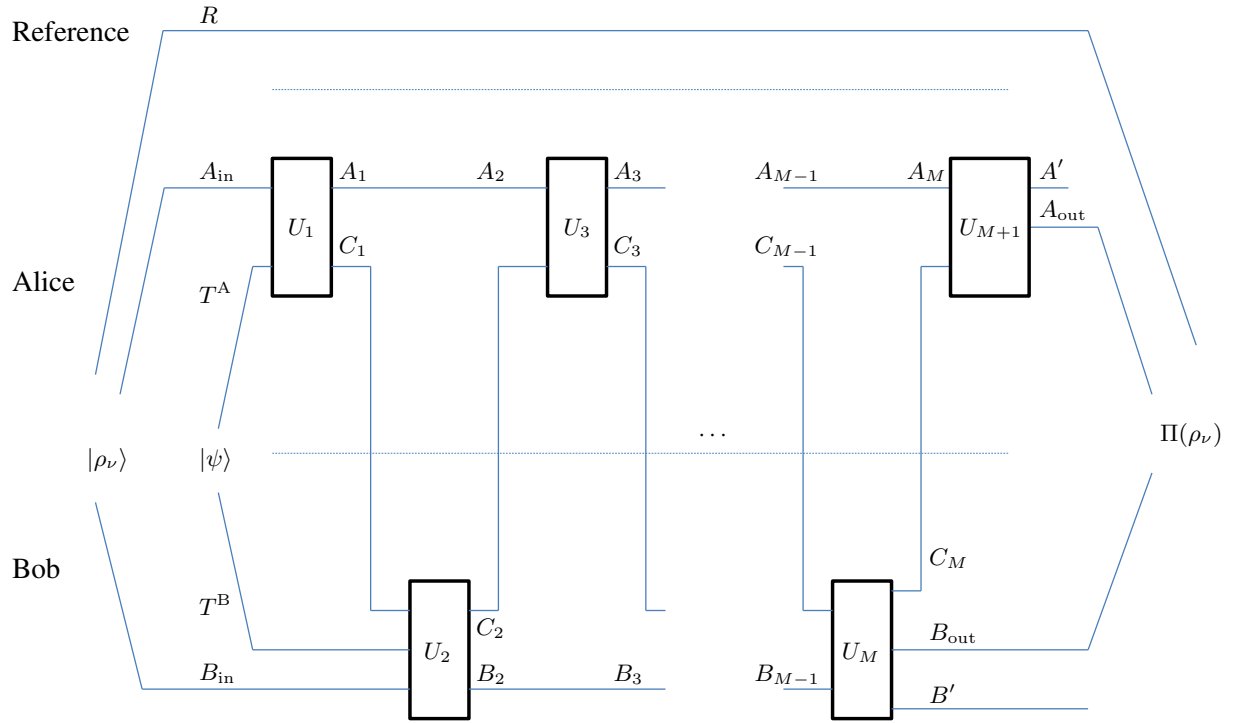 R
Reference
A_in A_1 A_2 A_3 A_{M−1} A_M A′
U_1 U_3 U_{M+1} A_out
C_1 C_3 C_{M−1}
Alice
T^A
...
|ρ_ν⟩ |ψ⟩ Π(ρ_ν)
Bob
C_M
T^B
C_2
U_2 U_M B_out
B_in B_2 B_3 B_{M−1} B′